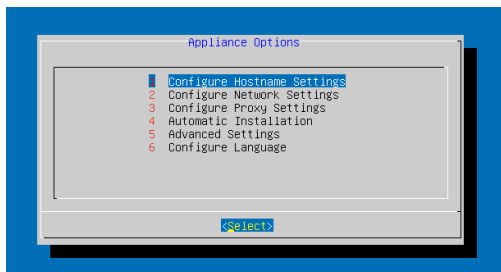 Appliance Options
1 Configure Hostname Settings
2 Configure Network Settings
3 Configure Proxy Settings
4 Automatic Installation
5 Advanced Settings
6 Configure Language
<Select>